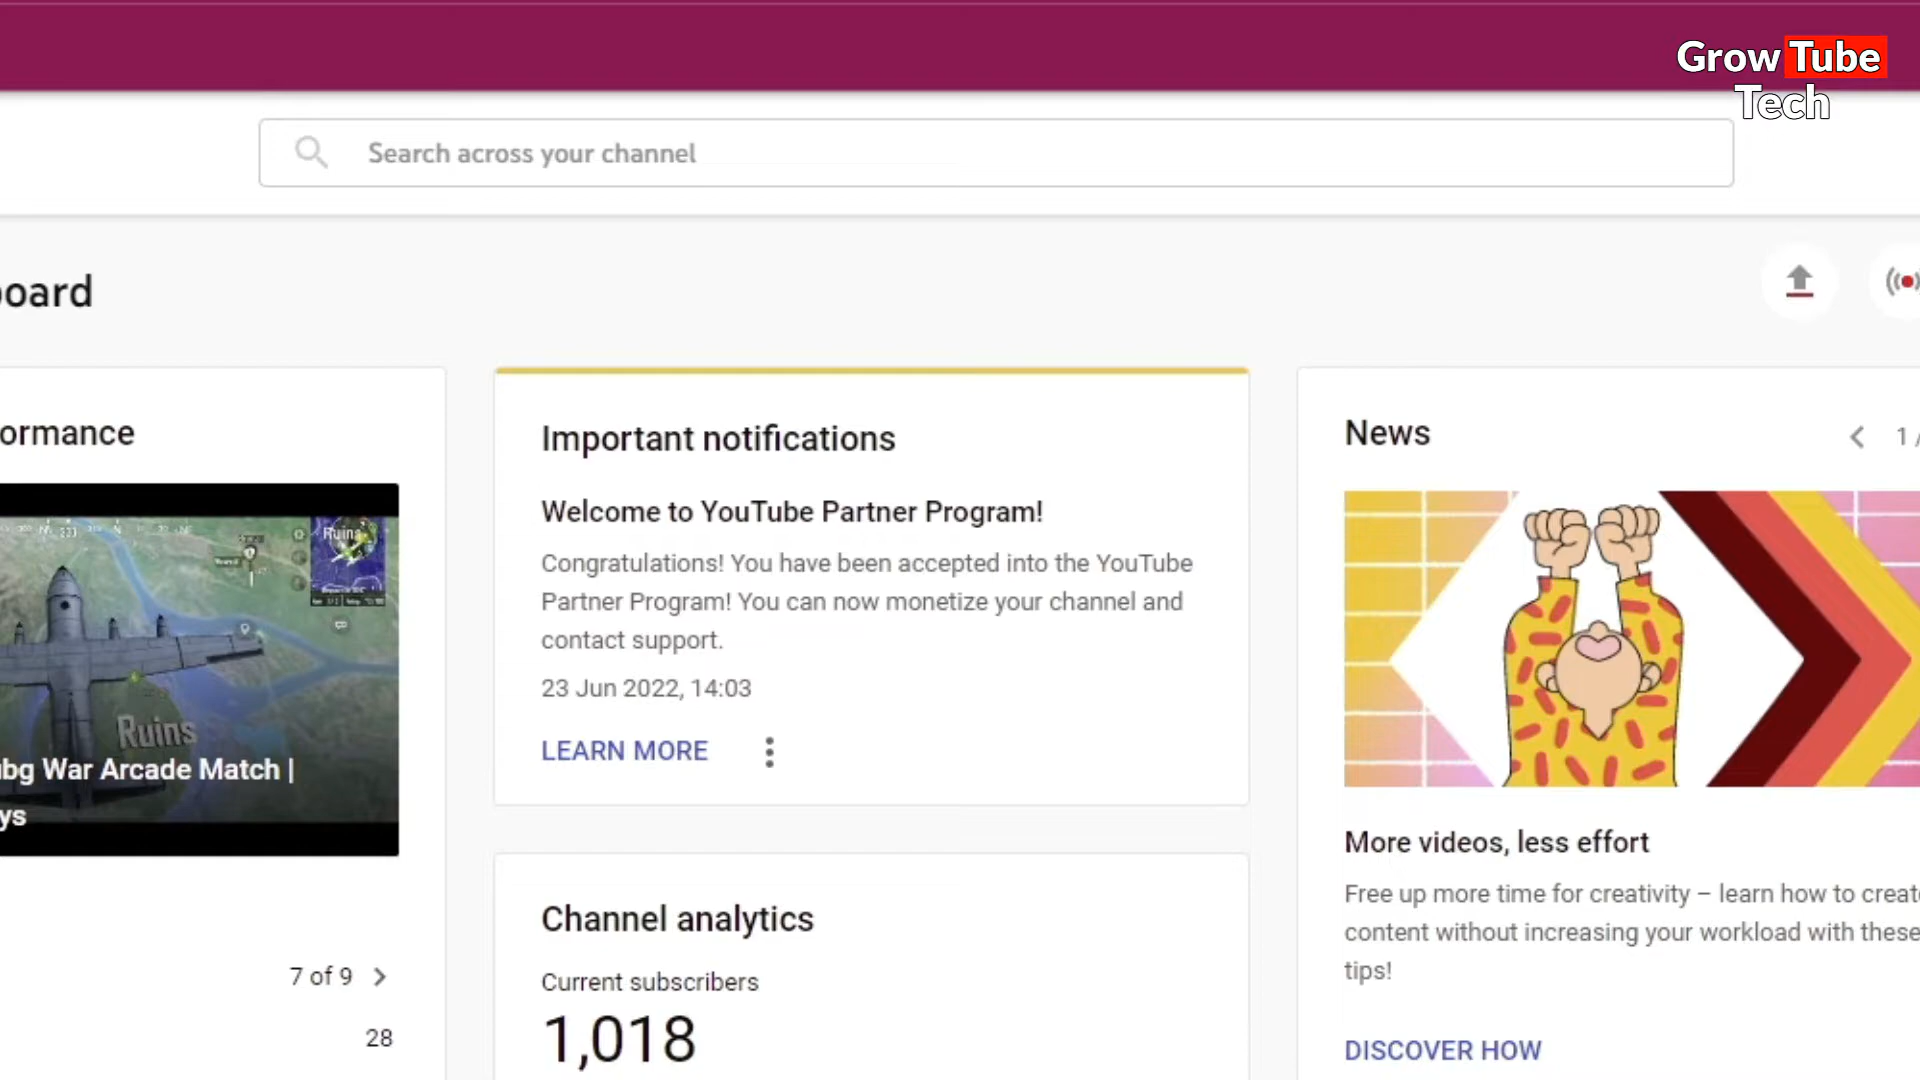 Grow Tube
Tech
Search across your channel
board
ormance
Ruins
Ruins
ubg War Arcade Match |
ys
7 of 9
28
Important notifications
Welcome to YouTube Partner Program!
Congratulations! You have been accepted into the YouTube
Partner Program! You can now monetize your channel and
contact support.
23 Jun 2022, 14:03
LEARN MORE
Channel analytics
Current subscribers
1,018
News
1 /
More videos, less effort
Free up more time for creativity – learn how to create
content without increasing your workload with these
tips!
DISCOVER HOW